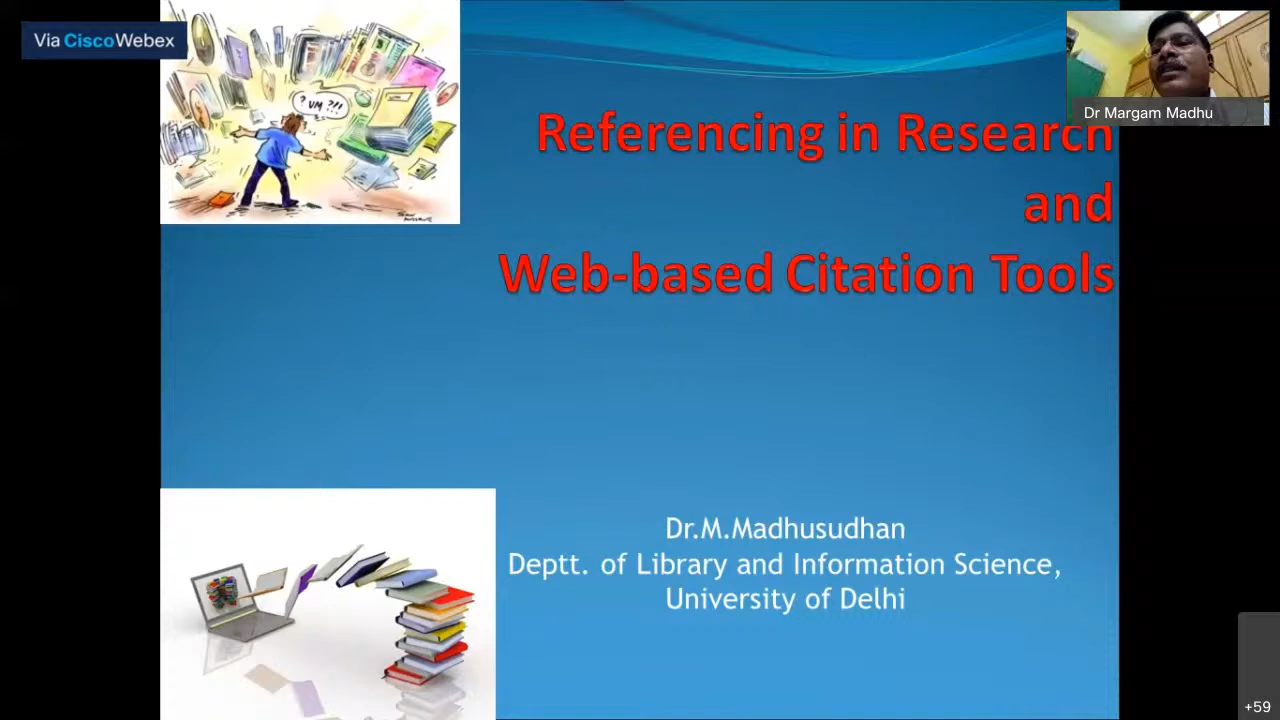 Via CiscoWebex
? UM ?!!
Dr Margam Madhu
Referencing in Research
and
Web-based Citation Tools
Dr.M.Madhusudhan
Deptt. of Library and Information Science,
University of Delhi
+59